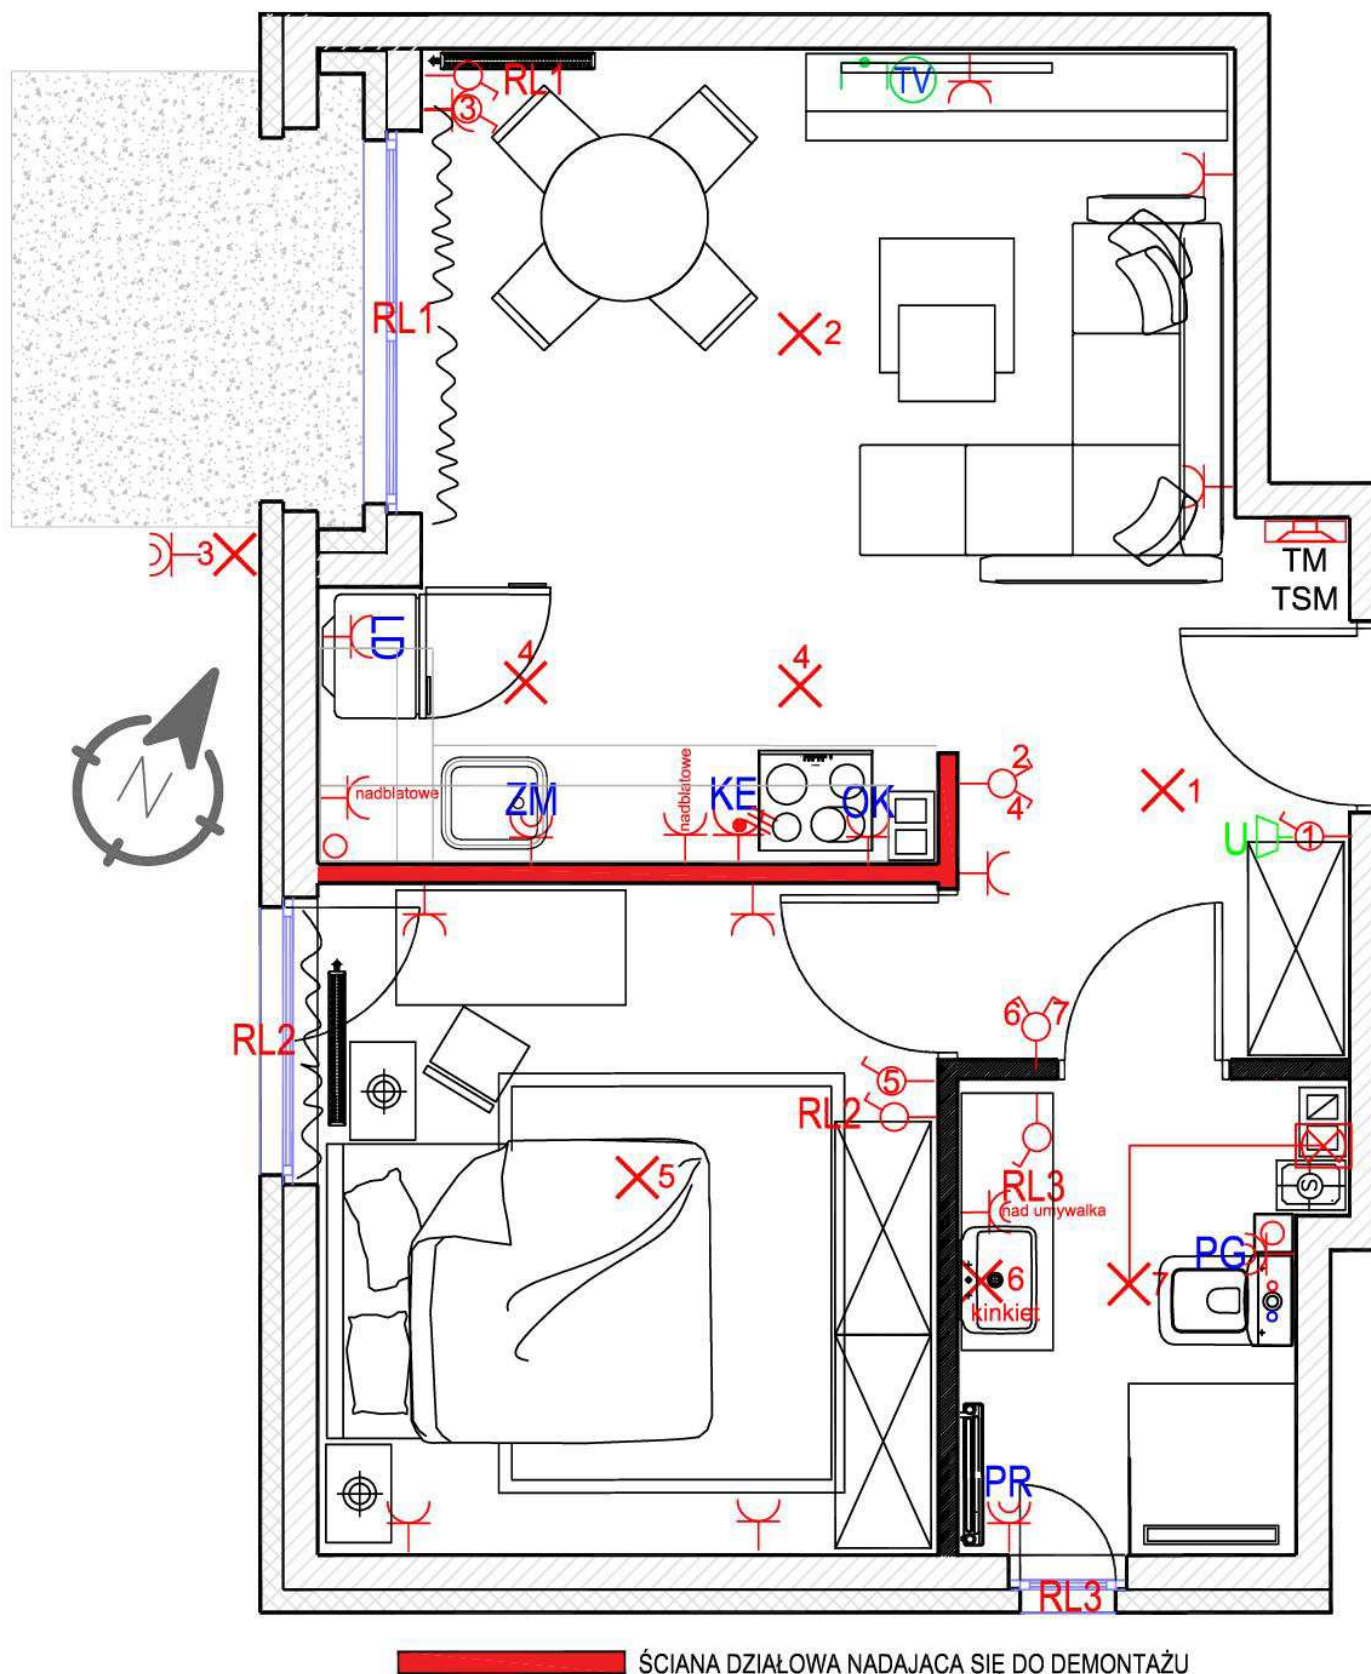 RL1
TV
3
RL1
2
3
TM
TSM
LD
4
4
2
4
1
nadblatowe
ZM
KE
nadblatowe
OK
U
1
N
RL2
6 7
5
RL2
5
RL3
nad umywalka
S
PG
6
kinkiet
7
PR
RL3
ŚCIANA DZIAŁOWA NADAJĄCA SIĘ DO DEMONTAŻU